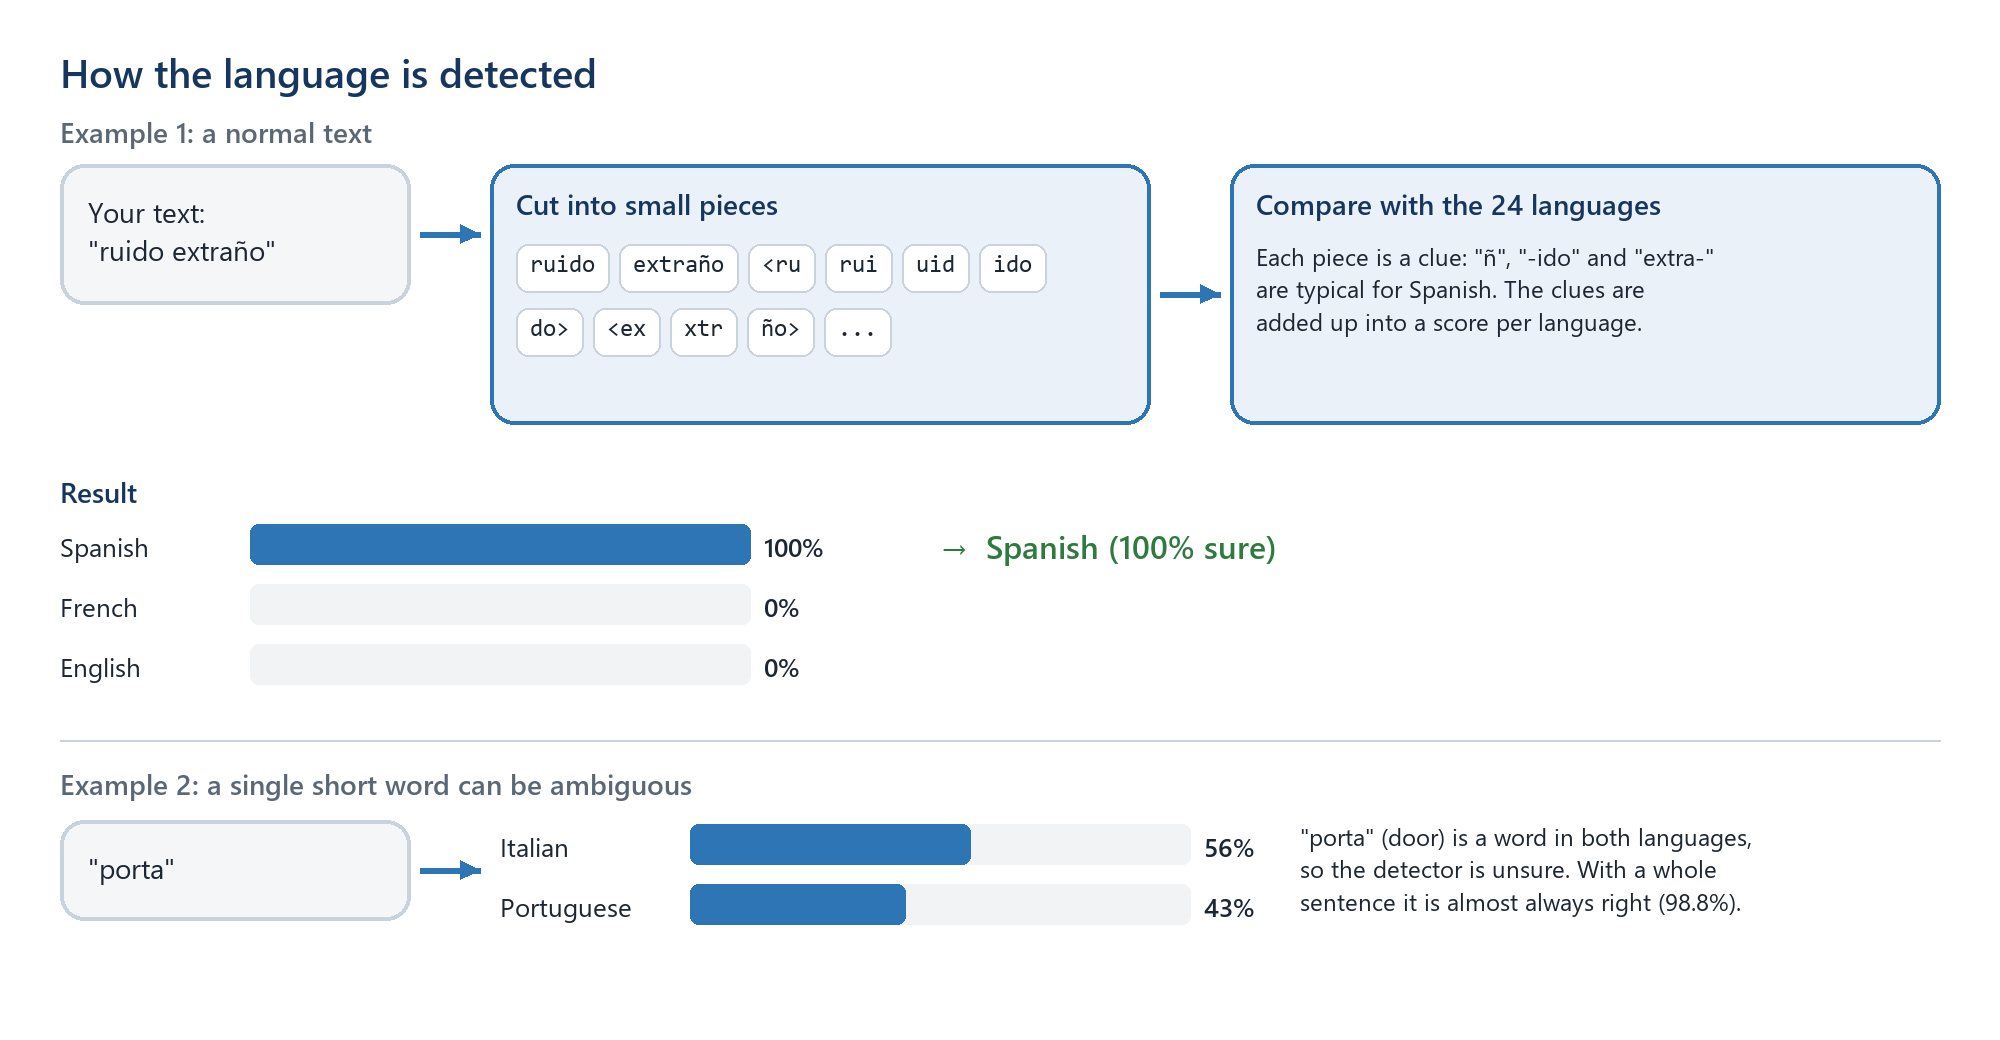 How the language is detected
Example 1: a normal text
Your text:
"ruido extraño"
Cut into small pieces
ruido extraño <ru rui uid ido
do> <ex xtr ño> ...
Compare with the 24 languages
Each piece is a clue: "ñ", "-ido" and "extra-"
are typical for Spanish. The clues are
added up into a score per language.
Result
Spanish 100% → Spanish (100% sure)
French 0%
English 0%
Example 2: a single short word can be ambiguous
"porta"
Italian 56%
Portuguese 43%
"porta" (door) is a word in both languages,
so the detector is unsure. With a whole
sentence it is almost always right (98.8%).